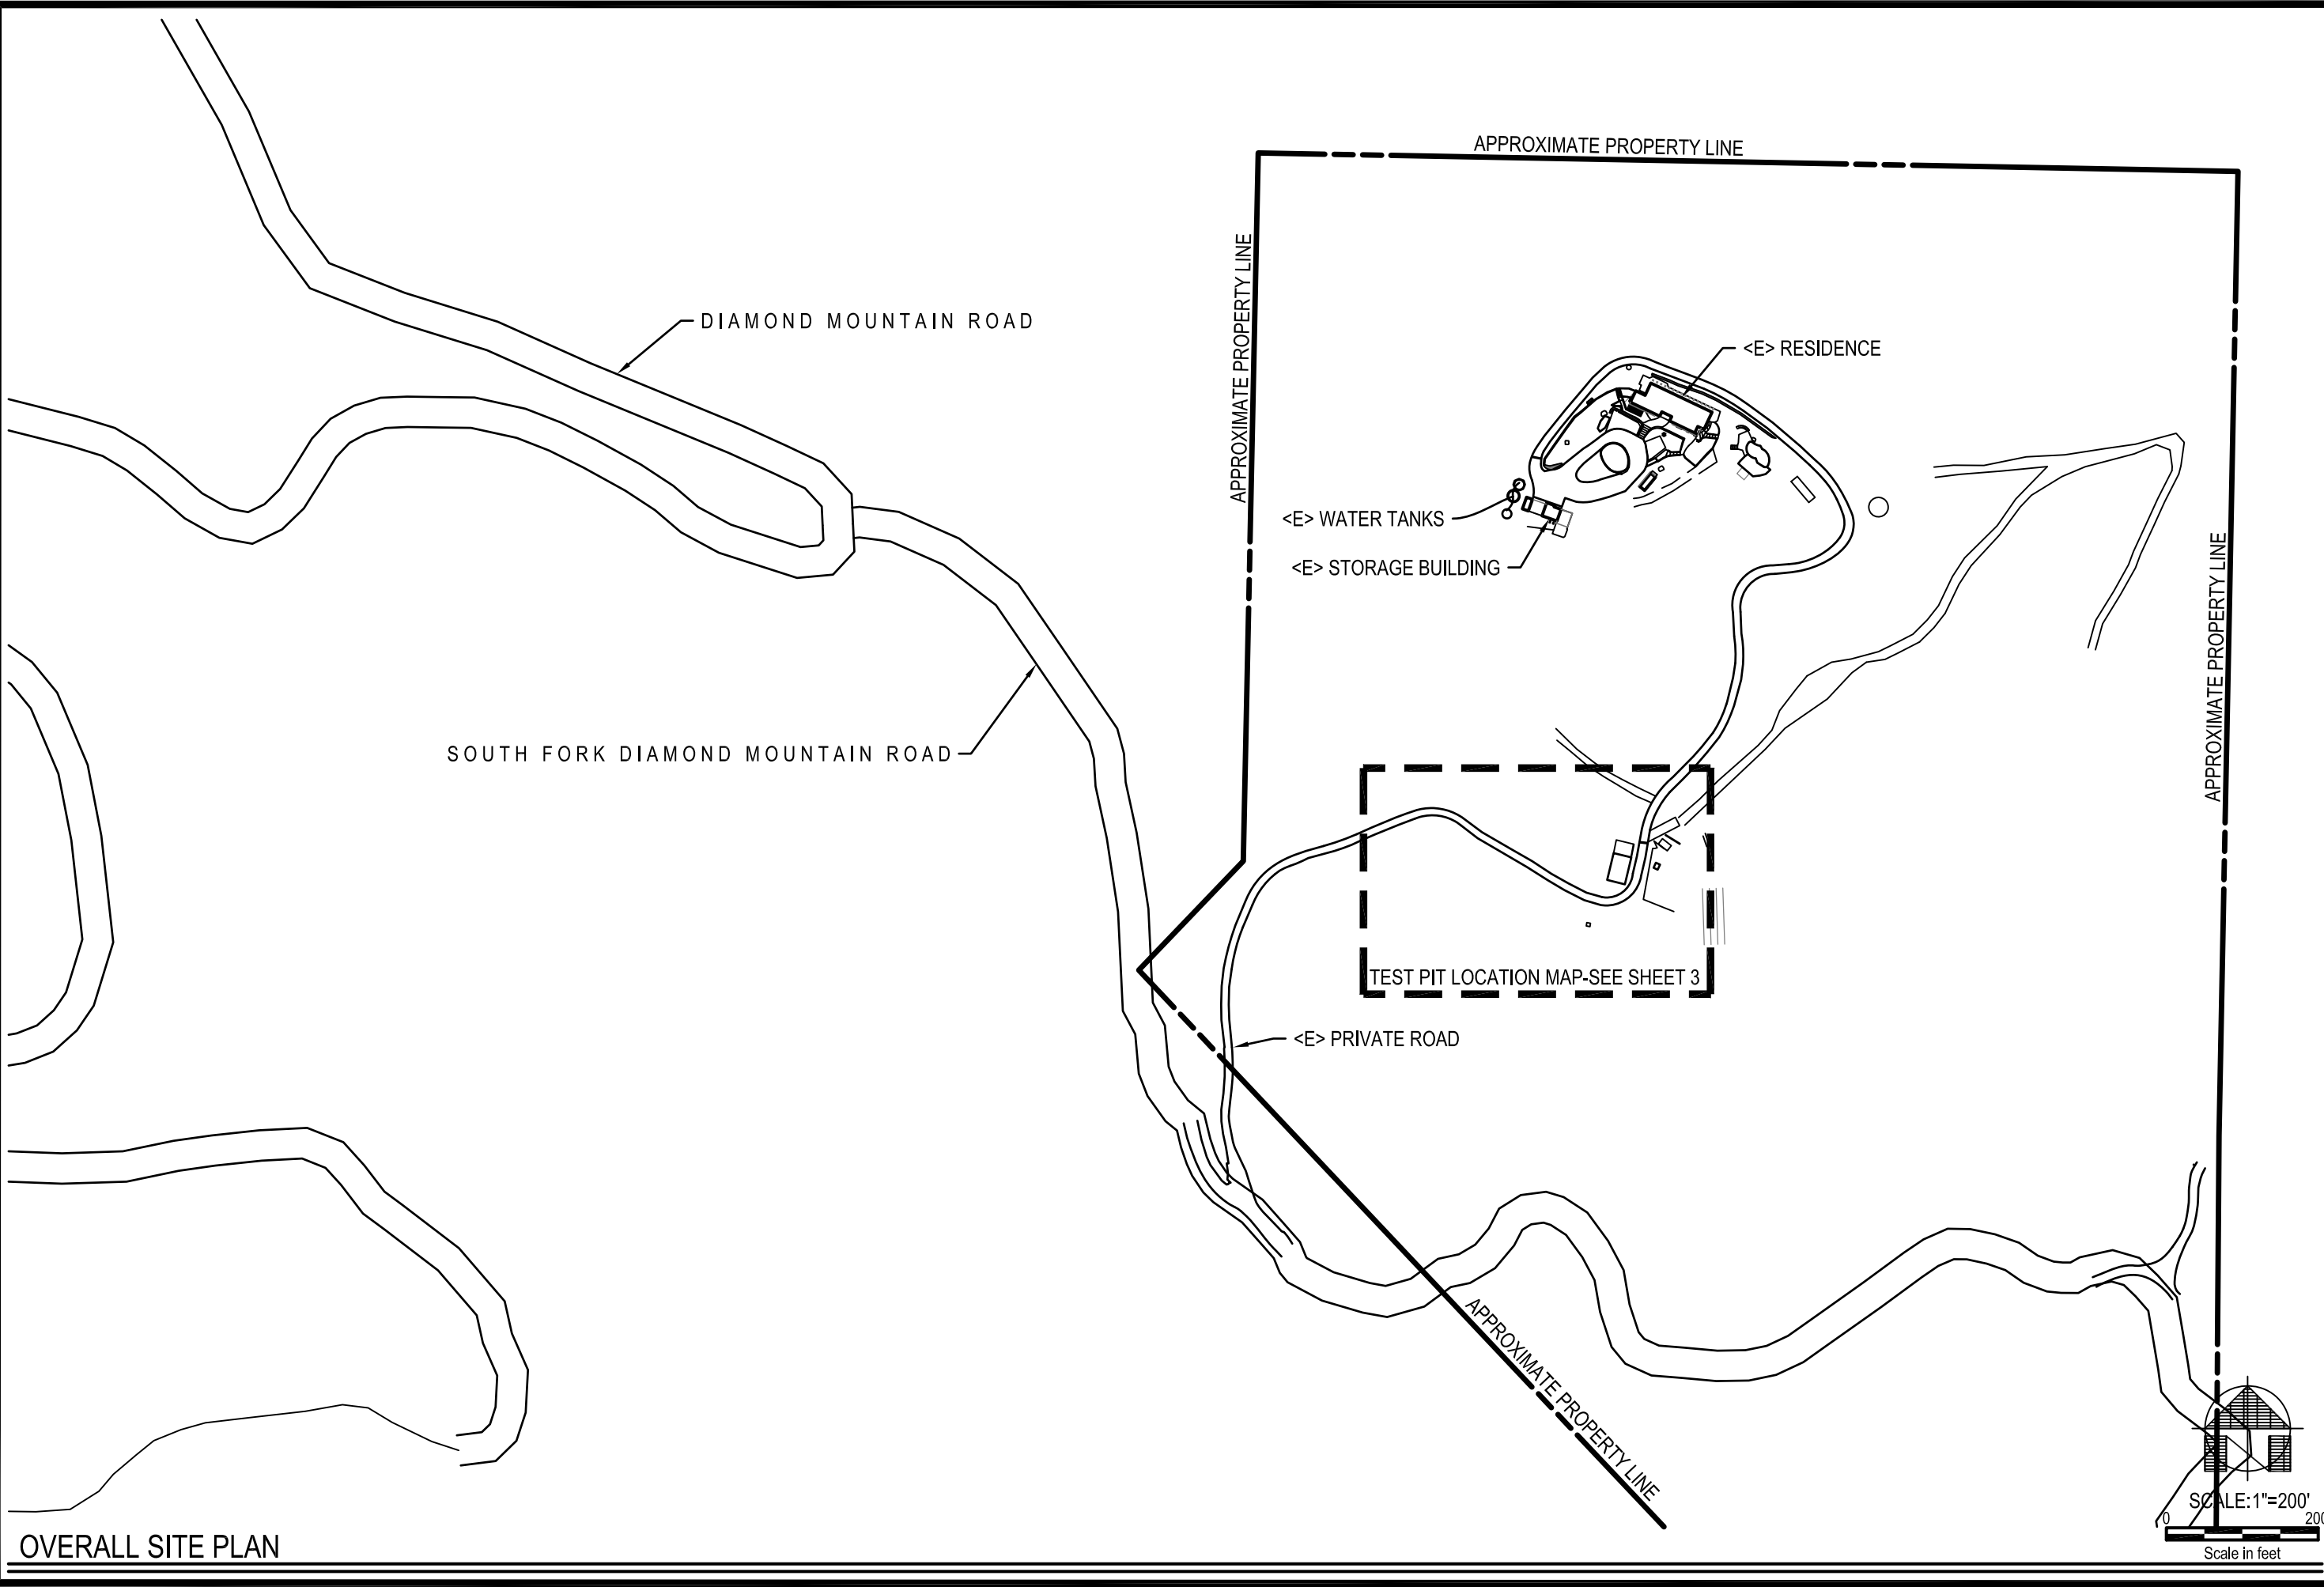 APPROXIMATE PROPERTY LINE
APPROXIMATE PROPERTY LINE
DIAMOND MOUNTAIN ROAD
<E> RESIDENCE
<E> WATER TANKS
<E> STORAGE BUILDING
APPROXIMATE PROPERTY LINE
SOUTH FORK DIAMOND MOUNTAIN ROAD
TEST PIT LOCATION MAP-SEE SHEET 3
<E> PRIVATE ROAD
APPROXIMATE PROPERTY LINE
SCALE:1"=200'
0 200
Scale in feet
OVERALL SITE PLAN